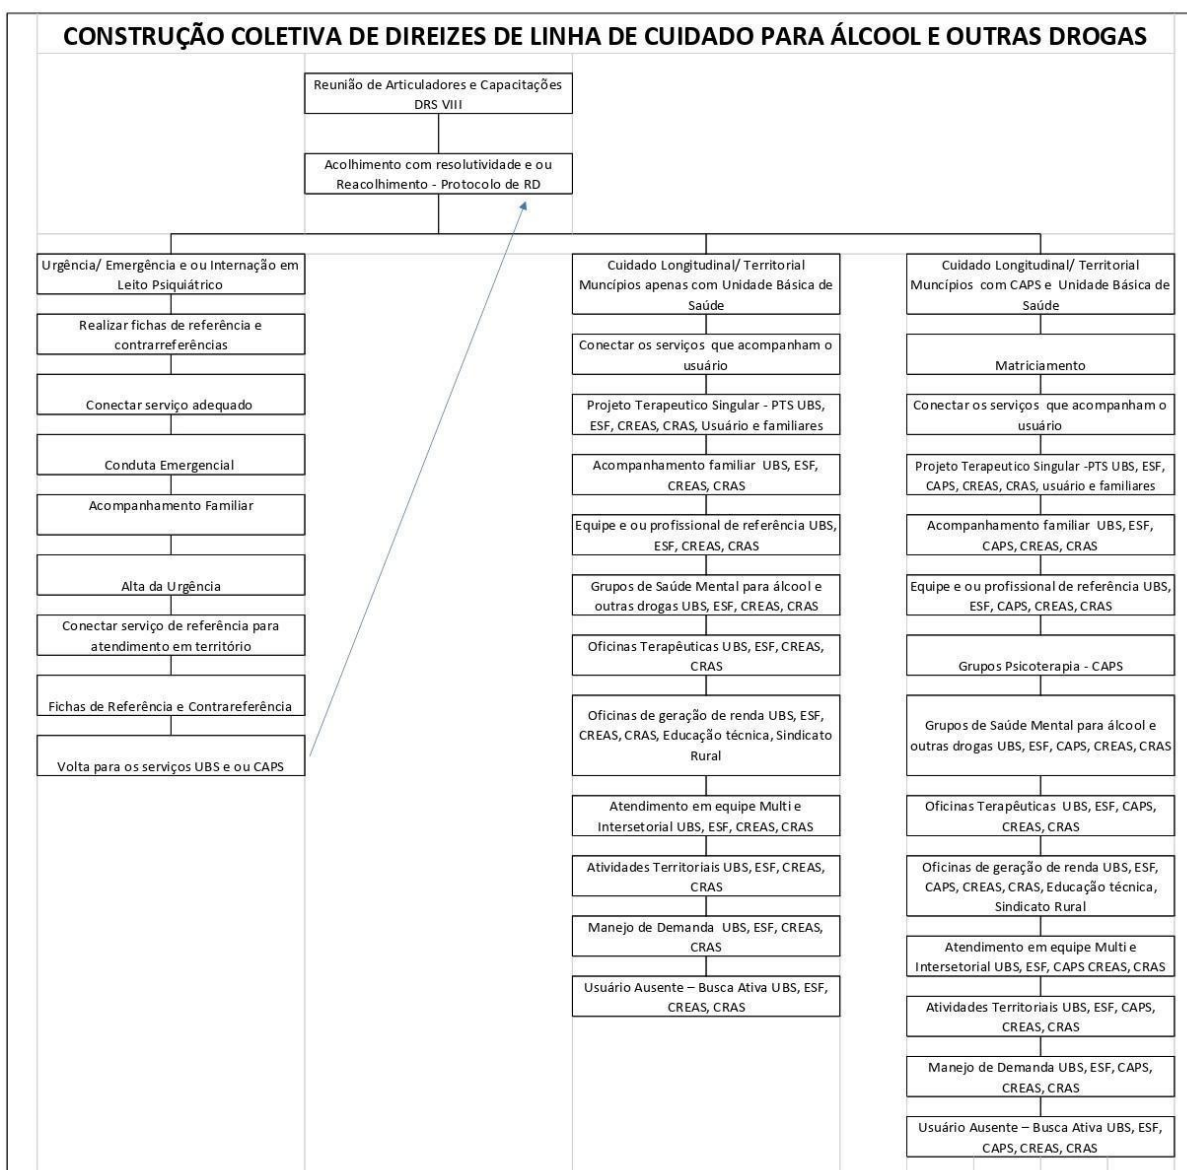 CONSTRUÇÃO COLETIVA DE DIREIZES DE LINHA DE CUIDADO PARA ÁLCOOL E OUTRAS DROGAS
Reunião de Articuladores e Capacitações
DRS VIII
Acolhimento com resolutividade e ou
Reacolhimento - Protocolo de RD
Urgência/ Emergência e ou Internação em
Leito Psiquiátrico
Realizar fichas de referência e
contrarreferências
Conectar serviço adequado
Conduta Emergencial
Acompanhamento Familiar
Alta da Urgência
Conectar serviço de referência para
atendimento em território
Fichas de Referência e Contrareferência
Volta para os serviços UBS e ou CAPS
Cuidado Longitudinal/ Territorial
Muncípios apenas com Unidade Básica de
Saúde
Conectar os serviços que acompanham o
usuário
Projeto Terapeutico Singular - PTS UBS,
ESF, CREAS, CRAS, Usuário e familiares
Acompanhamento familiar UBS, ESF,
CREAS, CRAS
Equipe e ou profissional de referência UBS,
ESF, CREAS, CRAS
Grupos de Saúde Mental para álcool e
outras drogas UBS, ESF, CREAS, CRAS
Oficinas Terapêuticas UBS, ESF, CREAS,
CRAS
Oficinas de geração de renda UBS, ESF,
CREAS, CRAS, Educação técnica, Sindicato
Rural
Atendimento em equipe Multi e
Intersetorial UBS, ESF, CREAS, CRAS
Atividades Territoriais UBS, ESF, CREAS,
CRAS
Manejo de Demanda UBS, ESF, CREAS,
CRAS
Usuário Ausente – Busca Ativa UBS, ESF,
CREAS, CRAS
Cuidado Longitudinal/ Territorial
Muncípios com CAPS e Unidade Básica de
Saúde
Matriciamento
Conectar os serviços que acompanham o
usuário
Projeto Terapeutico Singular -PTS UBS, ESF,
CAPS, CREAS, CRAS, usuário e familiares
Acompanhamento familiar UBS, ESF,
CAPS, CREAS, CRAS
Equipe e ou profissional de referência UBS,
ESF, CAPS, CREAS, CRAS
Grupos Psicoterapia - CAPS
Grupos de Saúde Mental para álcool e
outras drogas UBS, ESF, CAPS, CREAS, CRAS
Oficinas Terapêuticas UBS, ESF, CAPS,
CREAS, CRAS
Oficinas de geração de renda UBS, ESF,
CAPS, CREAS, CRAS, Educação técnica,
Sindicato Rural
Atendimento em equipe Multi e
Intersetorial UBS, ESF, CAPS CREAS, CRAS
Atividades Territoriais UBS, ESF, CAPS,
CREAS, CRAS
Manejo de Demanda UBS, ESF, CAPS,
CREAS, CRAS
Usuário Ausente – Busca Ativa UBS, ESF,
CAPS, CREAS, CRAS